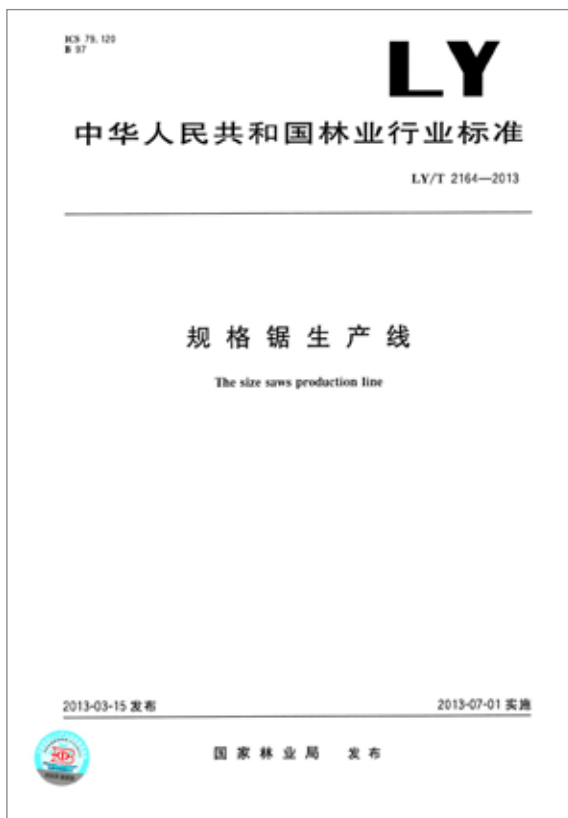 ICS 79.120
B 97
LY
中华人民共和国林业行业标准
LY/T 2164—2013
规格锯生产线
The size saws production line
2013-03-15 发布
2013-07-01 实施
国家林业局 发布